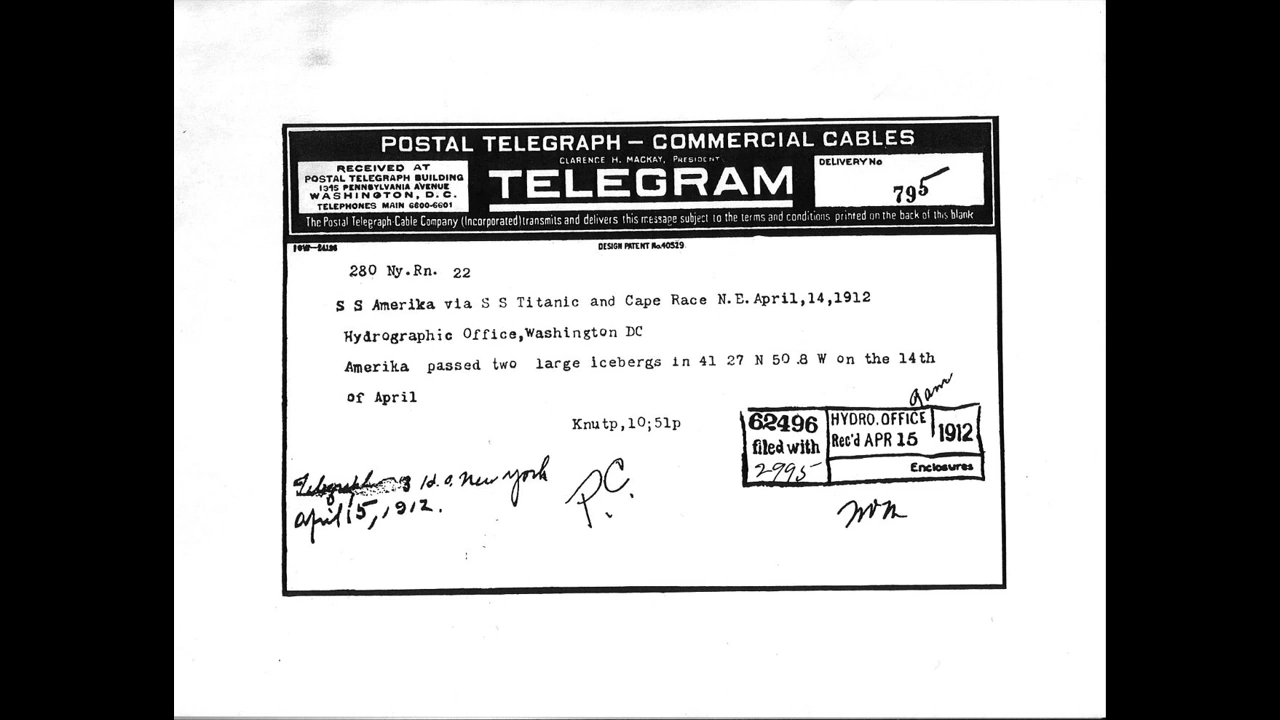 POSTAL TELEGRAPH – COMMERCIAL CABLES
CLARENCE H. MACKAY, PRESIDENT
RECEIVED AT
POSTAL TELEGRAPH BUILDING
1345 PENNSYLVANIA AVENUE
WASHINGTON, D. C.
TELEPHONES MAIN 6600-6601
TELEGRAM
DELIVERY No
795
The Postal Telegraph-Cable Company (Incorporated) transmits and delivers this message subject to the terms and conditions printed on the back of this blank
DESIGN PATENT No.40529
280 Ny.Rn. 22
S S Amerika via S S Titanic and Cape Race N.E.April,14,1912
Hydrographic Office,Washington DC
Amerika passed two large icebergs in 41 27 N 50.8 W on the 14th
of April
Knutp,10;51p
62496
filed with
2995
HYDRO.OFFICE
Rec'd APR 15
1912
Enclosures
H.O. New York
April 15, 1912.
P.C.